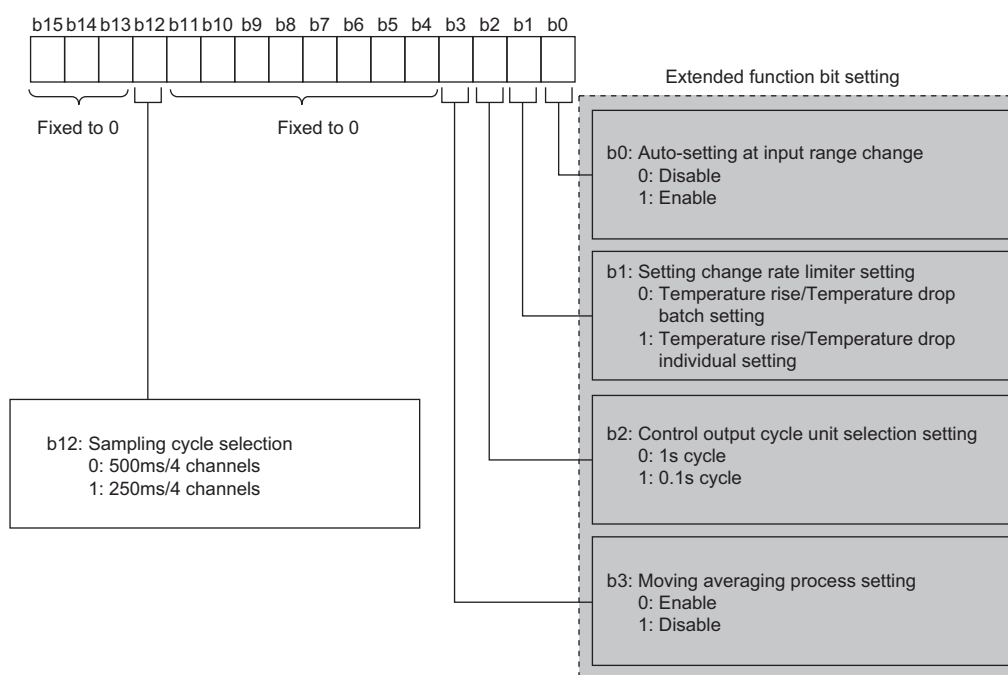 b15 b14 b13 b12 b11 b10 b9 b8 b7 b6 b5 b4 b3 b2 b1 b0
Extended function bit setting
Fixed to 0
Fixed to 0
b0: Auto-setting at input range change
0: Disable
1: Enable
b1: Setting change rate limiter setting
0: Temperature rise/Temperature drop
batch setting
1: Temperature rise/Temperature drop
individual setting
b12: Sampling cycle selection
0: 500ms/4 channels
1: 250ms/4 channels
b2: Control output cycle unit selection setting
0: 1s cycle
1: 0.1s cycle
b3: Moving averaging process setting
0: Enable
1: Disable